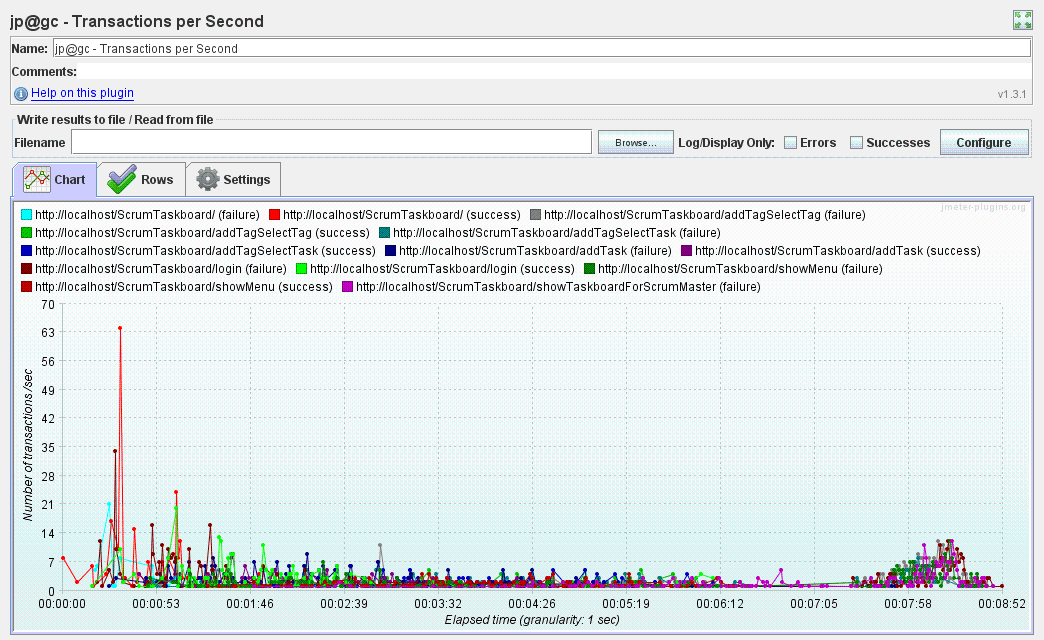 jp@gc - Transactions per Second
Name: jp@gc - Transactions per Second
Comments:
Help on this plugin
v1.3.1
Write results to file / Read from file
Filename Browse... Log/Display Only: Errors Successes Configure
Chart Rows Settings
jmeter-plugins.org
http://localhost/ScrumTaskboard/ (failure) http://localhost/ScrumTaskboard/ (success) http://localhost/ScrumTaskboard/addTagSelectTag (failure)
http://localhost/ScrumTaskboard/addTagSelectTag (success) http://localhost/ScrumTaskboard/addTagSelectTask (failure)
http://localhost/ScrumTaskboard/addTagSelectTask (success) http://localhost/ScrumTaskboard/addTask (failure) http://localhost/ScrumTaskboard/addTask (success)
http://localhost/ScrumTaskboard/login (failure) http://localhost/ScrumTaskboard/login (success) http://localhost/ScrumTaskboard/showMenu (failure)
http://localhost/ScrumTaskboard/showMenu (success) http://localhost/ScrumTaskboard/showTaskboardForScrumMaster (failure)
70
63
56
49
42
35
28
21
14
7
0
Number of transactions /sec
00:00:00 00:00:53 00:01:46 00:02:39 00:03:32 00:04:26 00:05:19 00:06:12 00:07:05 00:07:58 00:08:52
Elapsed time (granularity: 1 sec)